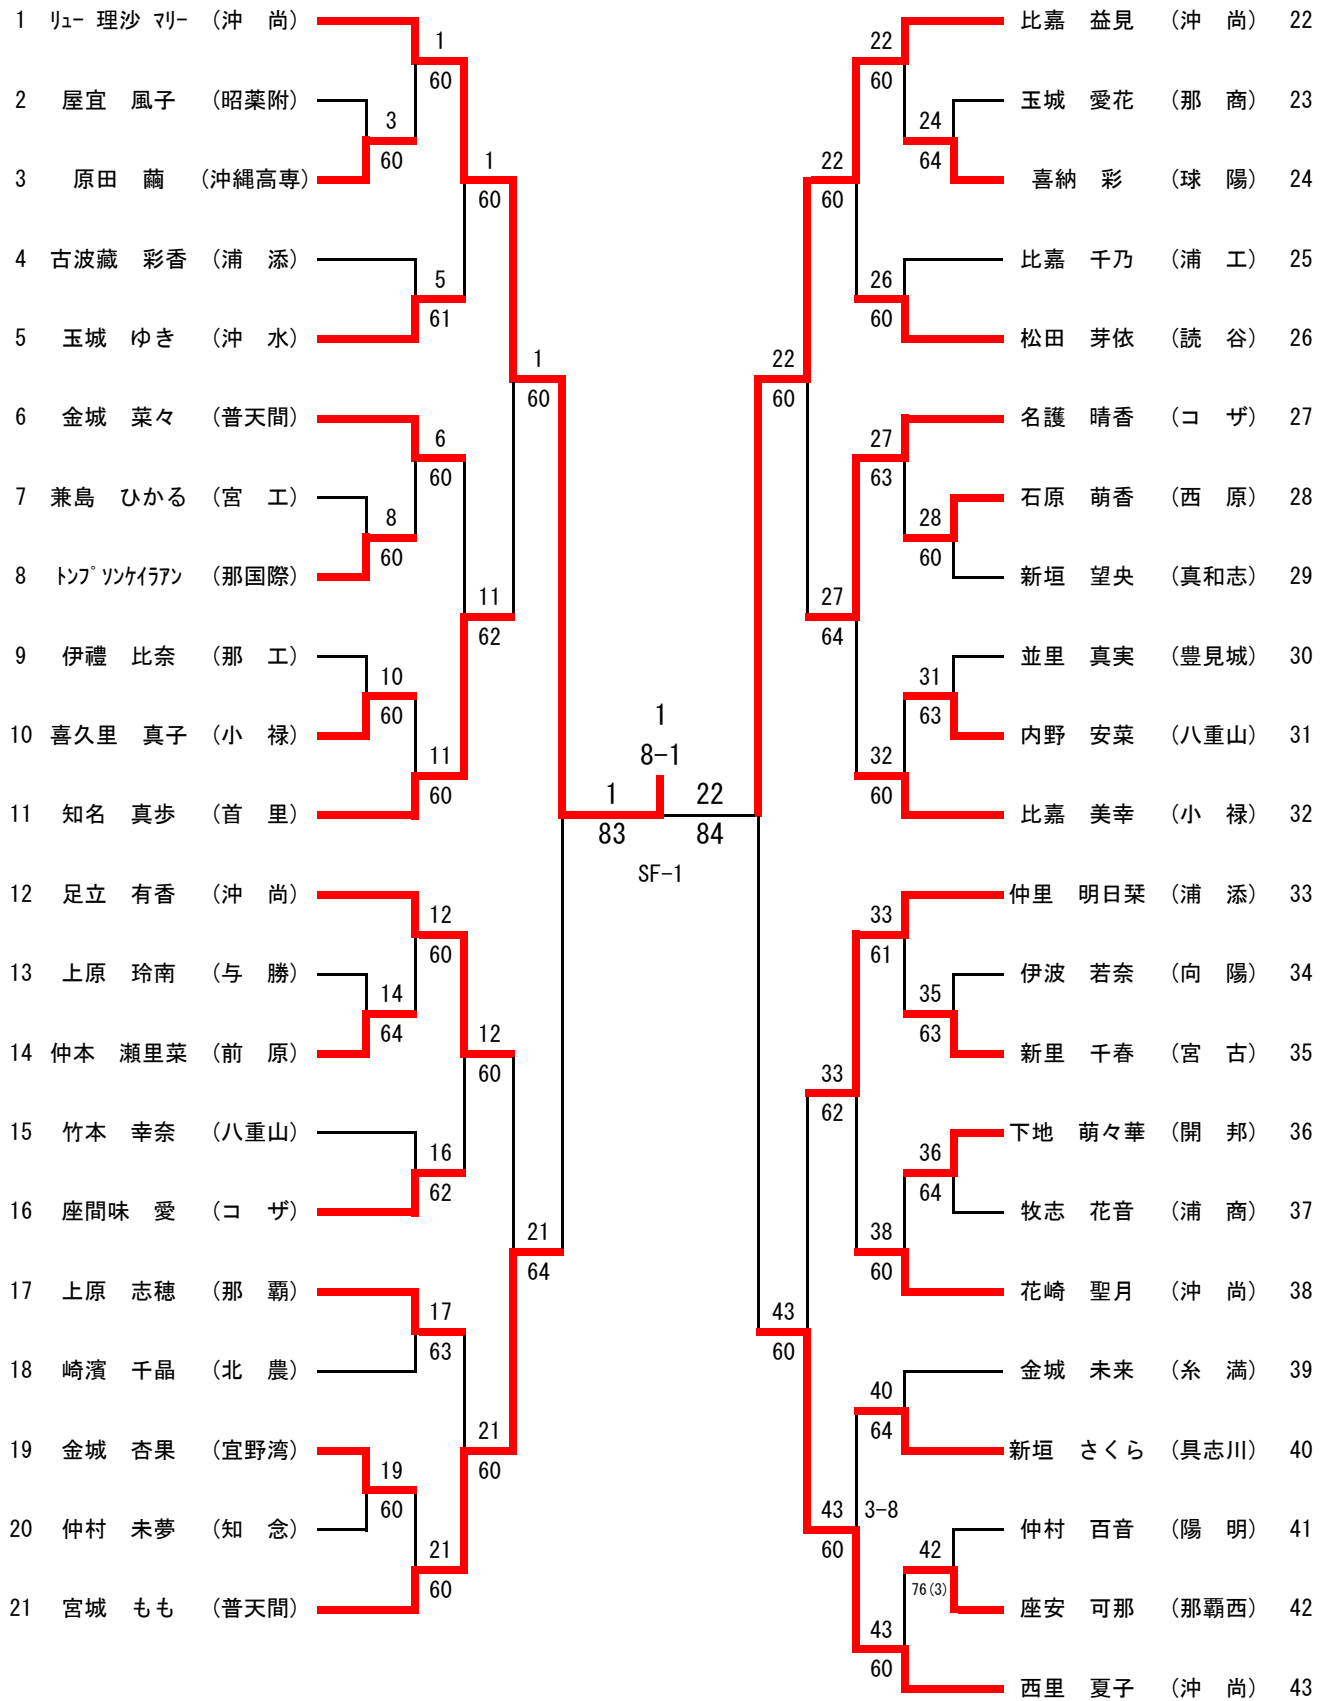 1 リュー 理沙 マリー (沖 尚)
2 屋宜 風子 (昭薬附)
3 原田 繭 (沖縄高専)
4 古波藏 彩香 (浦 添)
5 玉城 ゆき (沖 水)
6 金城 菜々 (普天間)
7 兼島 ひかる (宮 工)
8 トンプソンケイラアン (那国際)
9 伊禮 比奈 (那 工)
10 喜久里 真子 (小 禄)
11 知名 真歩 (首 里)
12 足立 有香 (沖 尚)
13 上原 玲南 (与 勝)
14 仲本 瀬里菜 (前 原)
15 竹本 幸奈 (八重山)
16 座間味 愛 (コ ザ)
17 上原 志穂 (那 覇)
18 崎濱 千晶 (北 農)
19 金城 杏果 (宜野湾)
20 仲村 未夢 (知 念)
21 宮城 もも (普天間)
3
60
8
60
10
60
14
64
19
60
1
60
5
61
6
60
11
60
12
60
16
62
17
63
21
60
1
60
11
62
12
60
21
60
1
60
21
64
1
83
1
8-1
SF-1
22
84
22
60
43
60
22
60
27
64
33
62
43
60
3-8
22
60
26
60
27
63
32
60
33
61
38
60
40
64
43
60
24
64
28
60
31
63
35
63
36
64
42
76(3)
比嘉 益見 (沖 尚) 22
玉城 愛花 (那 商) 23
喜納 彩 (球 陽) 24
比嘉 千乃 (浦 工) 25
松田 芽依 (読 谷) 26
名護 晴香 (コ ザ) 27
石原 萌香 (西 原) 28
新垣 望央 (真和志) 29
並里 真実 (豊見城) 30
内野 安菜 (八重山) 31
比嘉 美幸 (小 禄) 32
仲里 明日栞 (浦 添) 33
伊波 若奈 (向 陽) 34
新里 千春 (宮 古) 35
下地 萌々華 (開 邦) 36
牧志 花音 (浦 商) 37
花崎 聖月 (沖 尚) 38
金城 未来 (糸 満) 39
新垣 さくら (具志川) 40
仲村 百音 (陽 明) 41
座安 可那 (那覇西) 42
西里 夏子 (沖 尚) 43